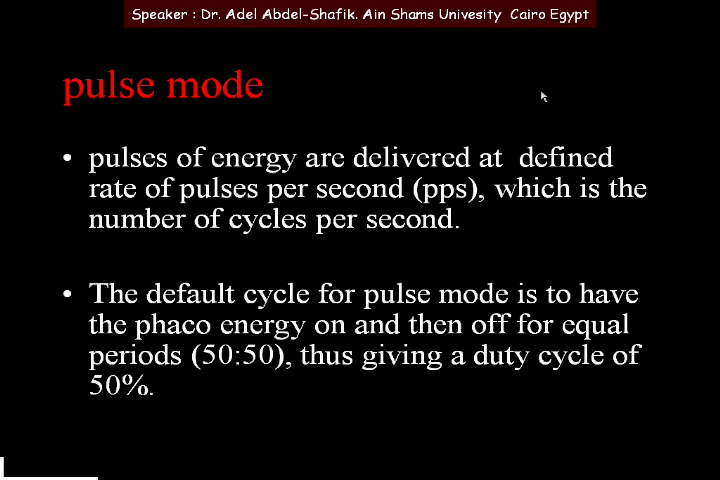 Speaker : Dr. Adel Abdel-Shafik. Ain Shams Univesity Cairo Egypt
pulse mode
• pulses of energy are delivered at defined
rate of pulses per second (pps), which is the
number of cycles per second.
• The default cycle for pulse mode is to have
the phaco energy on and then off for equal
periods (50:50), thus giving a duty cycle of
50%.